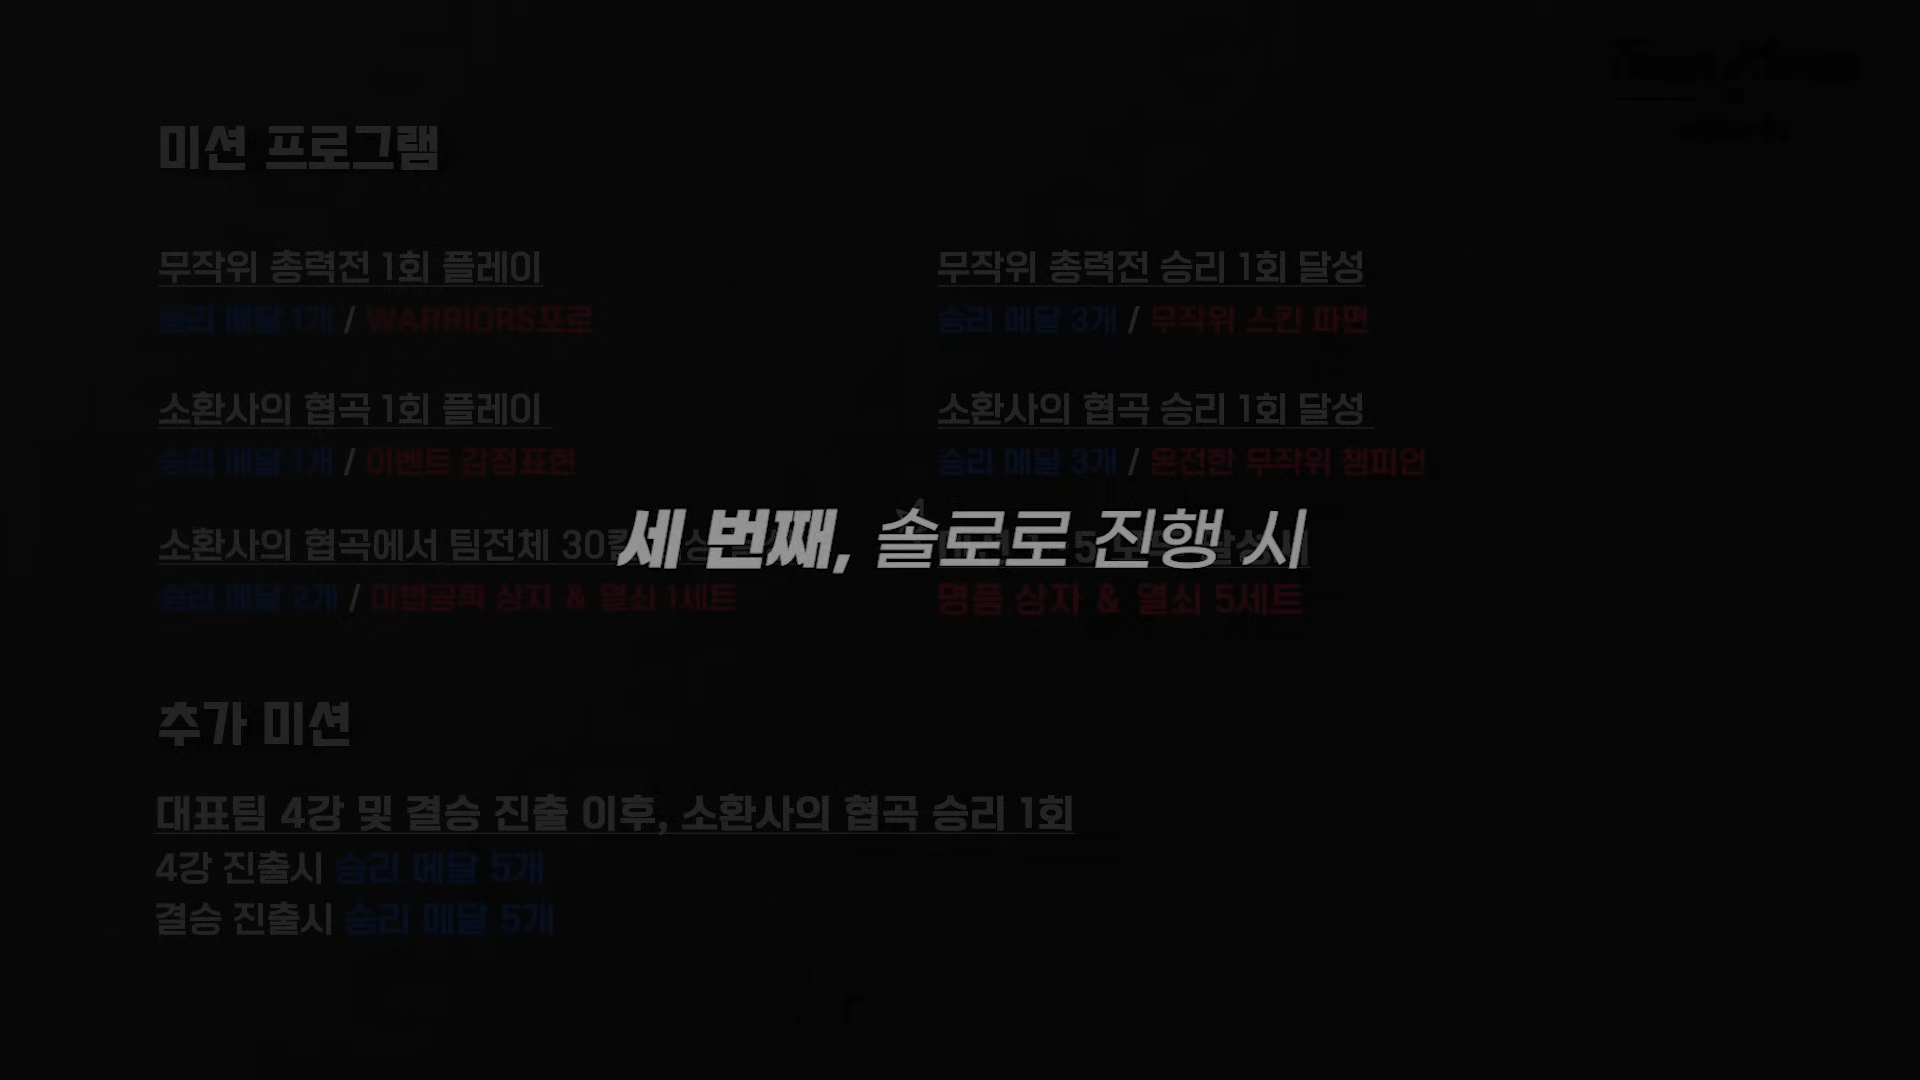 미션 프로그램
무작위 총력전 1회 플레이
승리 메달 1개 / WARRIORS포로
무작위 총력전 승리 1회 달성
승리 메달 3개 / 무작위 스킨 파편
소환사의 협곡 1회 플레이
승리 메달 1개 / 이벤트 감정표현
소환사의 협곡 승리 1회 달성
승리 메달 3개 / 온전한 무작위 챔피언
소환사의 협곡에서 팀전체 30킬
승리 메달 2개 / 마법공학 상자 & 열쇠 1세트
명품 상자 & 열쇠 5세트
세 번째, 솔로로 진행 시
추가 미션
대표팀 4강 및 결승 진출 이후, 소환사의 협곡 승리 1회
4강 진출시 승리 메달 5개
결승 진출시 승리 메달 5개